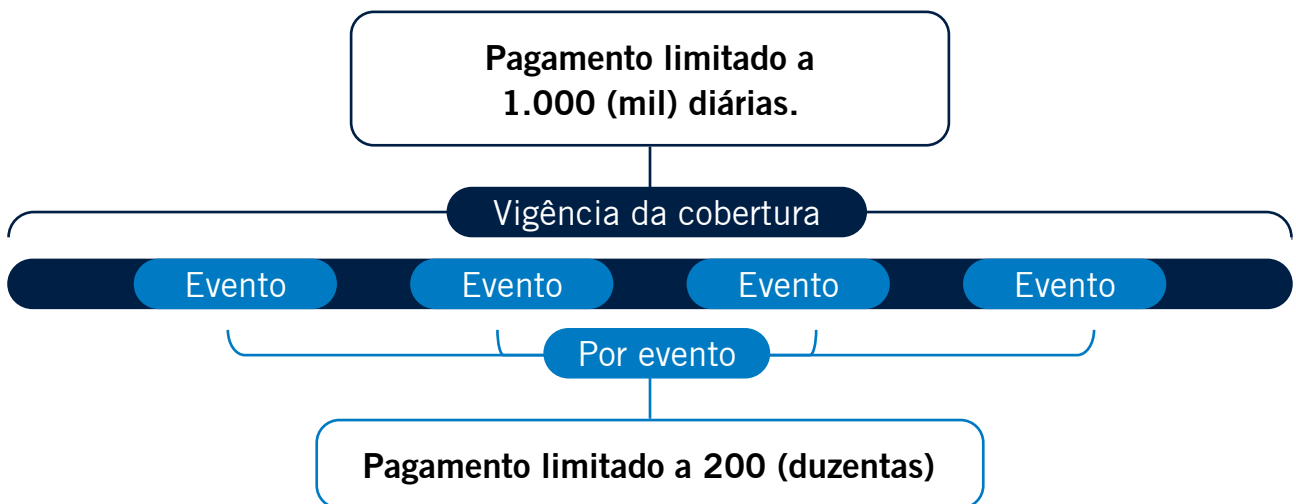 Pagamento limitado a
1.000 (mil) diárias.
Vigência da cobertura
Evento
Evento
Evento
Evento
Por evento
Pagamento limitado a 200 (duzentas)